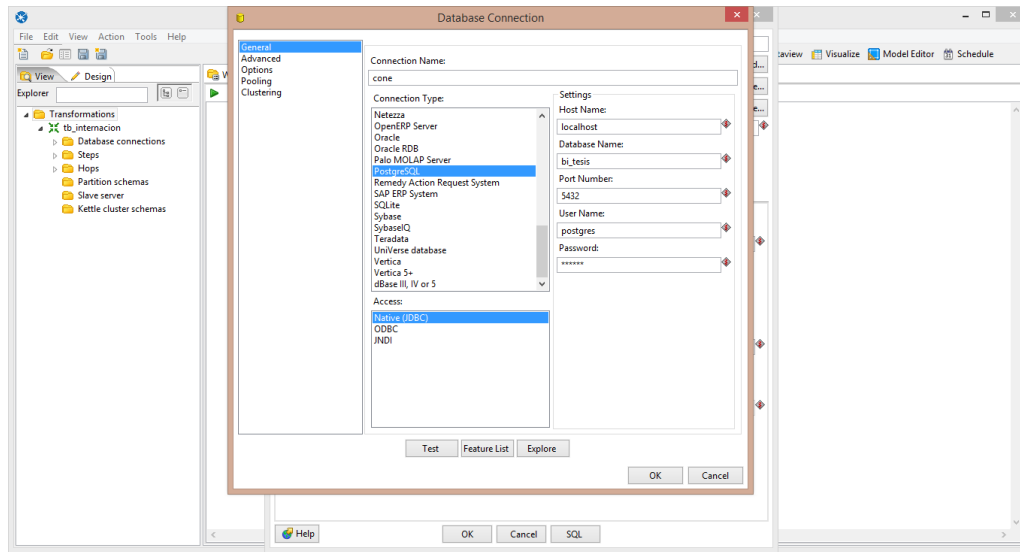 Database Connection
File Edit View Action Tools Help
taview Visualize Model Editor Schedule
View Design
W
Explorer
Transformations
tb_internacion
Database connections
Steps
Hops
Partition schemas
Slave server
Kettle cluster schemas
General
Advanced
Options
Pooling
Clustering
Connection Name:
cone
Connection Type:
Netezza
OpenERP Server
Oracle
Oracle RDB
Palo MOLAP Server
PostgreSQL
Remedy Action Request System
SAP ERP System
SQLite
Sybase
SybaseIQ
Teradata
UniVerse database
Vertica
Vertica 5+
dBase III, IV or 5
Access:
Native (JDBC)
ODBC
JNDI
Settings
Host Name:
localhost
Database Name:
bi_tesis
Port Number:
5432
User Name:
postgres
Password:
******
d...
e...
e...
Test Feature List Explore
OK Cancel
Help OK Cancel SQL